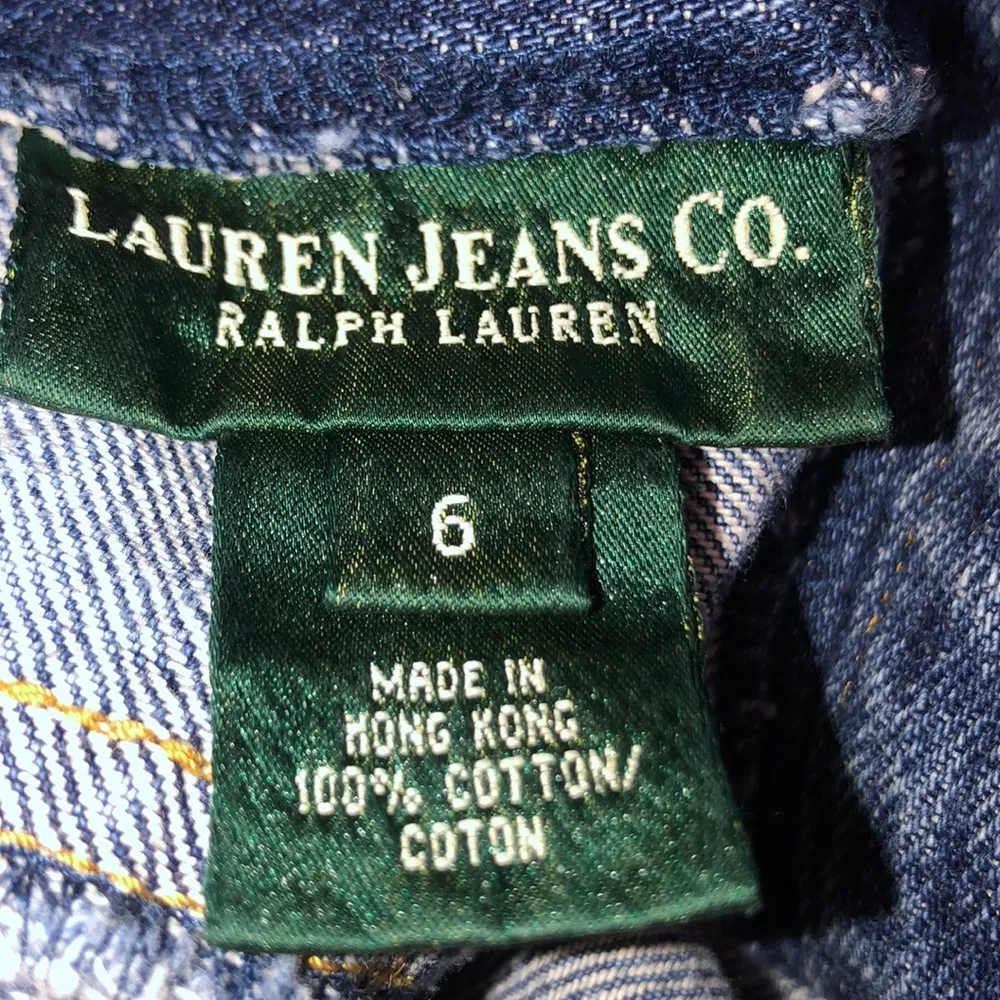 LAUREN JEANS CO.
RALPH LAUREN
6
MADE IN
HONG KONG
100% COTTON/
COTON